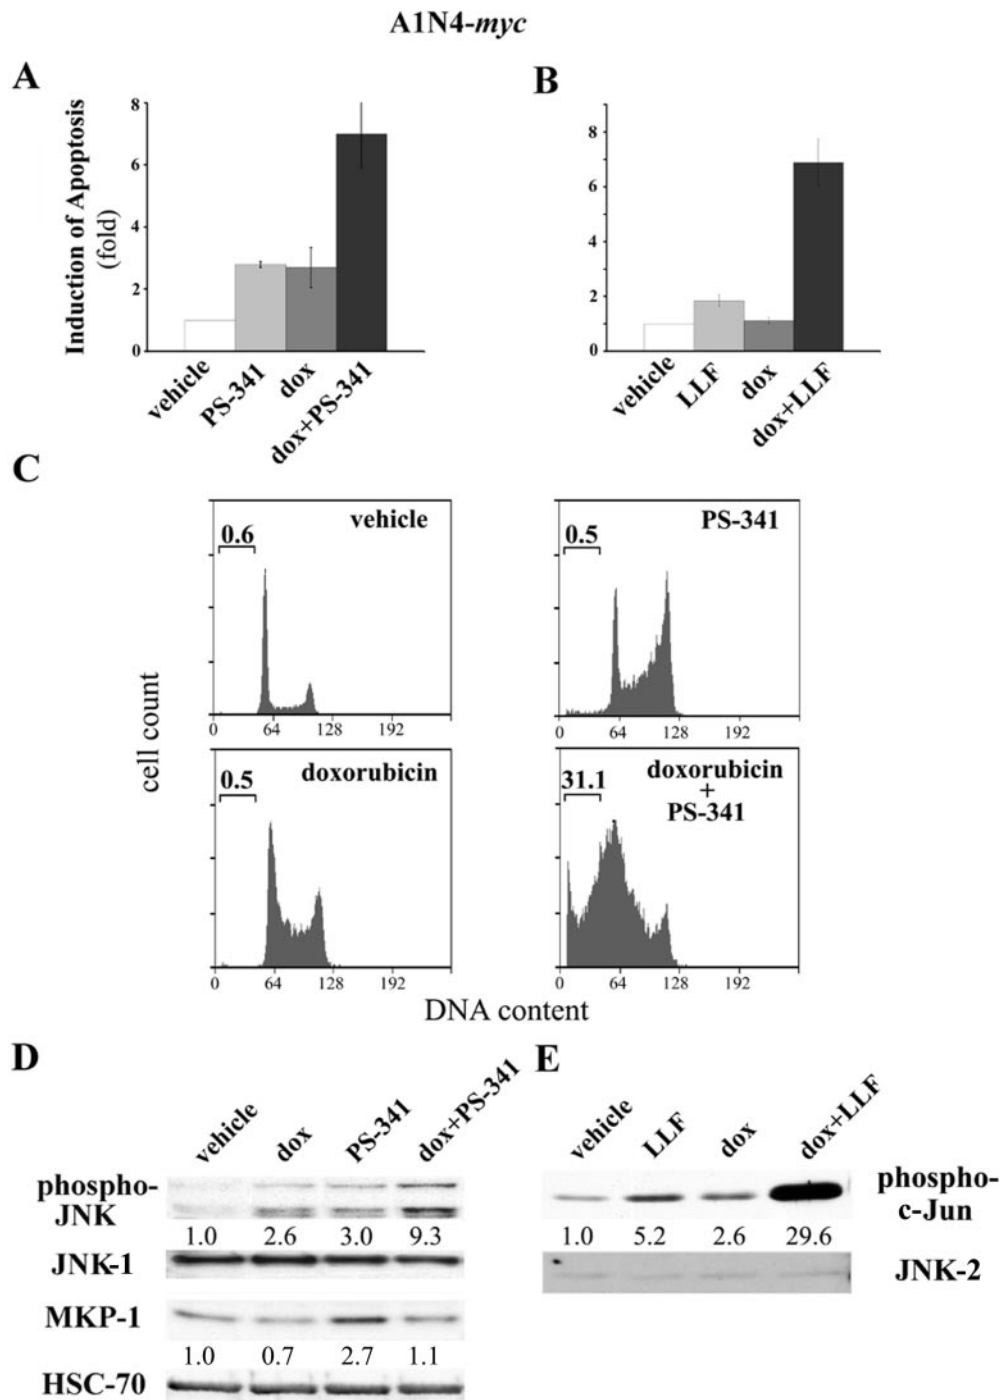 A1N4-myc
A
Induction of Apoptosis
(fold)
8
6
4
2
0
vehicle
PS-341
dox
dox+PS-341
B
8
6
4
2
0
vehicle
LLF
dox
dox+LLF
C
cell count
vehicle
0.6
0 64 128 192
PS-341
0.5
0 64 128 192
doxorubicin
0.5
0 64 128 192
doxorubicin
+
PS-341
31.1
0 64 128 192
DNA content
D
vehicle
dox
PS-341
dox+PS-341
phospho-
JNK
1.0 2.6 3.0 9.3
JNK-1
MKP-1
1.0 0.7 2.7 1.1
HSC-70
E
vehicle
LLF
dox
dox+LLF
phospho-
c-Jun
1.0 5.2 2.6 29.6
JNK-2